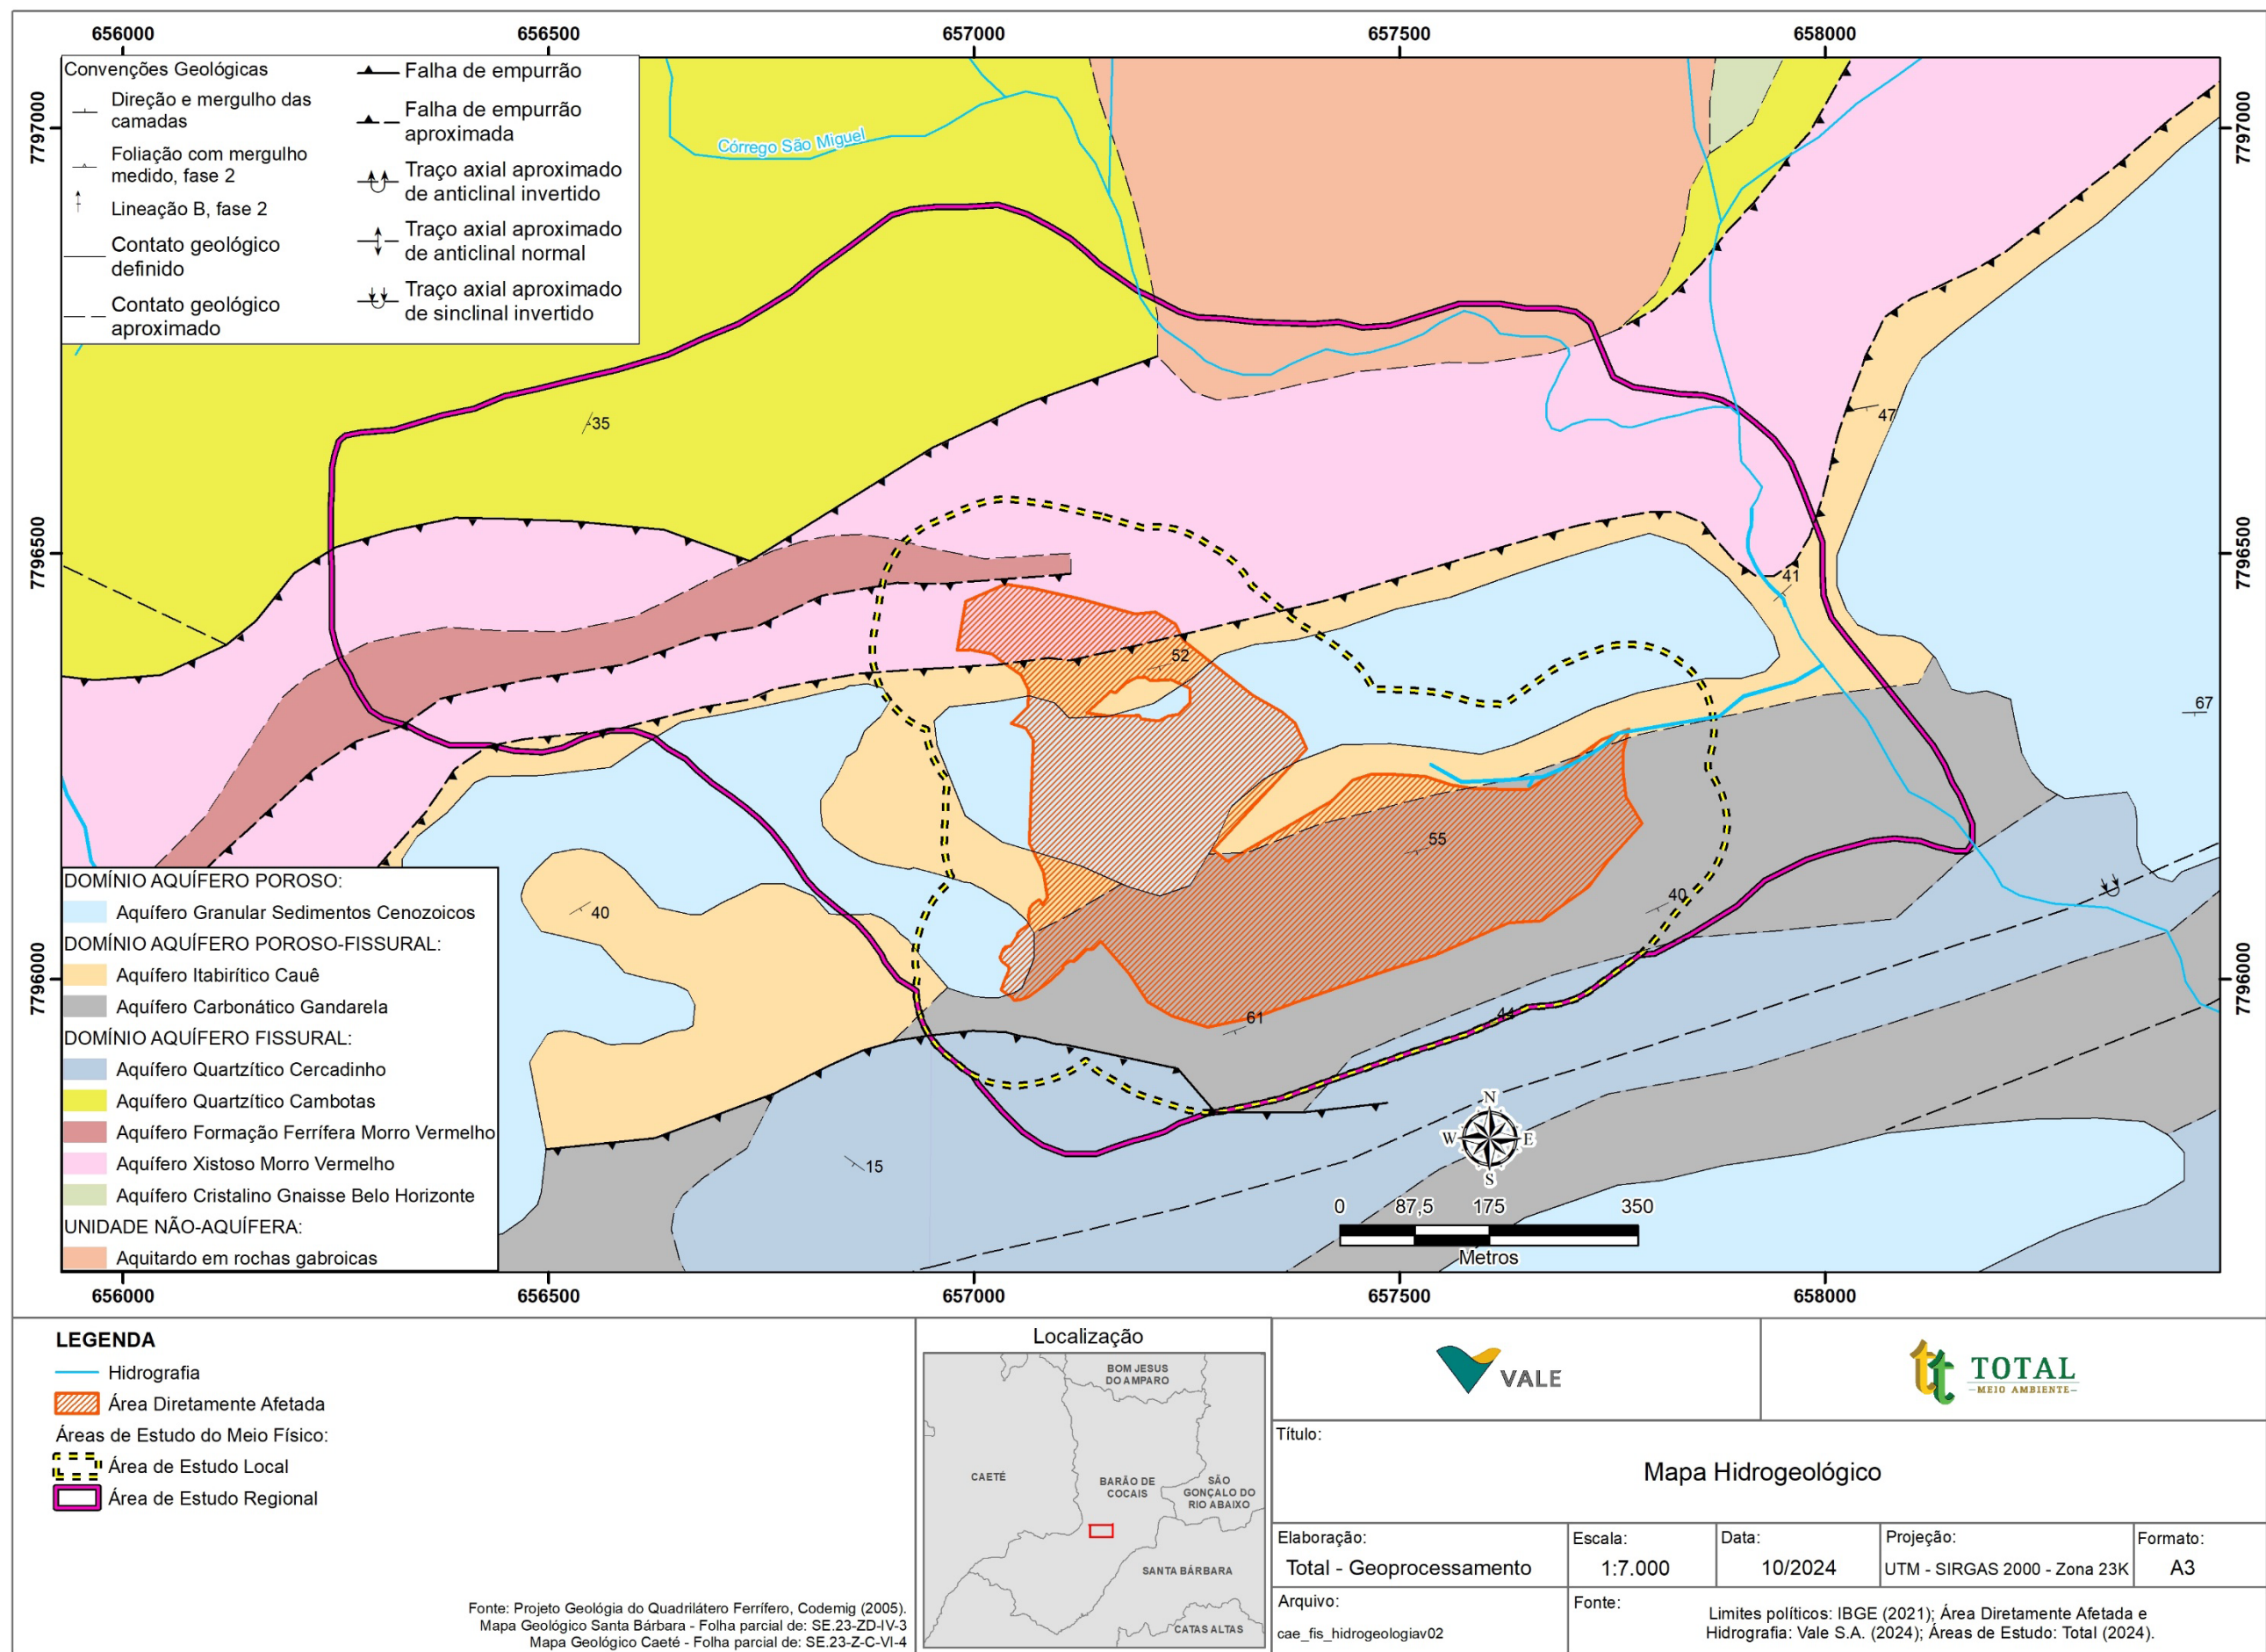 656000
656500
657000
657500
658000
7797000
7796500
7796000
7797000
7796500
7796000
Convenções Geológicas
Direção e mergulho das
camadas
Foliação com mergulho
medido, fase 2
Lineação B, fase 2
Contato geológico
definido
Contato geológico
aproximado
Falha de empurrão
Falha de empurrão
aproximada
Traço axial aproximado
de anticlinal invertido
Traço axial aproximado
de anticlinal normal
Traço axial aproximado
de sinclinal invertido
Córrego São Miguel
35
47
41
52
67
55
40
40
61
44
15
DOMÍNIO AQUÍFERO POROSO:
Aquífero Granular Sedimentos Cenozoicos
DOMÍNIO AQUÍFERO POROSO-FISSURAL:
Aquífero Itabirítico Cauê
Aquífero Carbonático Gandarela
DOMÍNIO AQUÍFERO FISSURAL:
Aquífero Quartzítico Cercadinho
Aquífero Quartzítico Cambotas
Aquífero Formação Ferrífera Morro Vermelho
Aquífero Xistoso Morro Vermelho
Aquífero Cristalino Gnaisse Belo Horizonte
UNIDADE NÃO-AQUÍFERA:
Aquitardo em rochas gabroicas
N
W E
S
0 87,5 175 350
Metros
656000
656500
657000
657500
658000
LEGENDA
Hidrografia
Área Diretamente Afetada
Áreas de Estudo do Meio Físico:
Área de Estudo Local
Área de Estudo Regional
Fonte: Projeto Geológia do Quadrilátero Ferrífero, Codemig (2005).
Mapa Geológico Santa Bárbara - Folha parcial de: SE.23-ZD-IV-3
Mapa Geológico Caeté - Folha parcial de: SE.23-Z-C-VI-4
Localização
BOM JESUS
DO AMPARO
CAETÉ
BARÃO DE
COCAIS
SÃO
GONÇALO DO
RIO ABAIXO
SANTA BÁRBARA
CATAS ALTAS
VALE
TOTAL
MEIO AMBIENTE
Título:
Mapa Hidrogeológico
Elaboração:
Total - Geoprocessamento
Escala:
1:7.000
Data:
10/2024
Projeção:
UTM - SIRGAS 2000 - Zona 23K
Formato:
A3
Arquivo:
cae_fis_hidrogeologiav02
Fonte:
Limites políticos: IBGE (2021); Área Diretamente Afetada e
Hidrografia: Vale S.A. (2024); Áreas de Estudo: Total (2024).